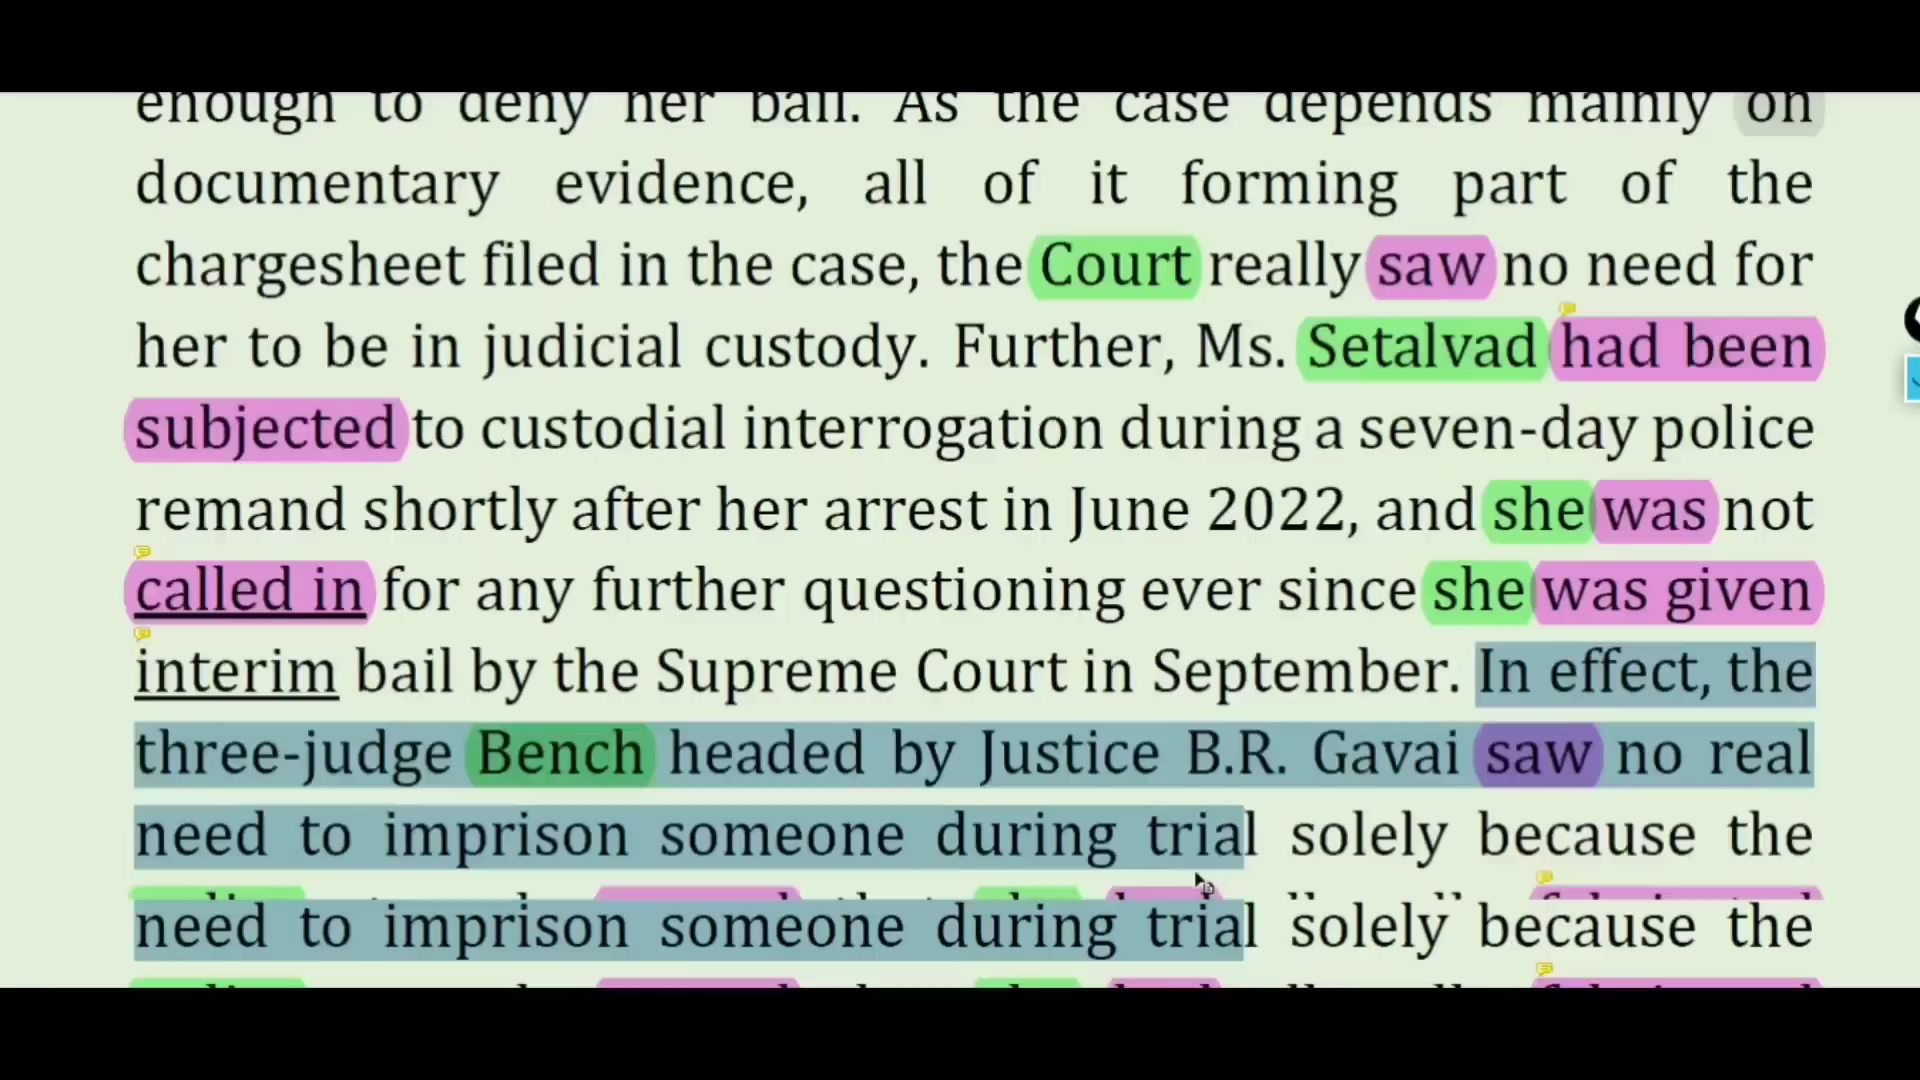 enough to deny her bail. As the case depends mainly on
documentary evidence, all of it forming part of the
chargesheet filed in the case, the Court really saw no need for
her to be in judicial custody. Further, Ms. Setalvad had been
subjected to custodial interrogation during a seven-day police
remand shortly after her arrest in June 2022, and she was not
called in for any further questioning ever since she was given
interim bail by the Supreme Court in September. In effect, the
three-judge Bench headed by Justice B.R. Gavai saw no real
need to imprison someone during trial solely because the
need to imprison someone during trial solely because the